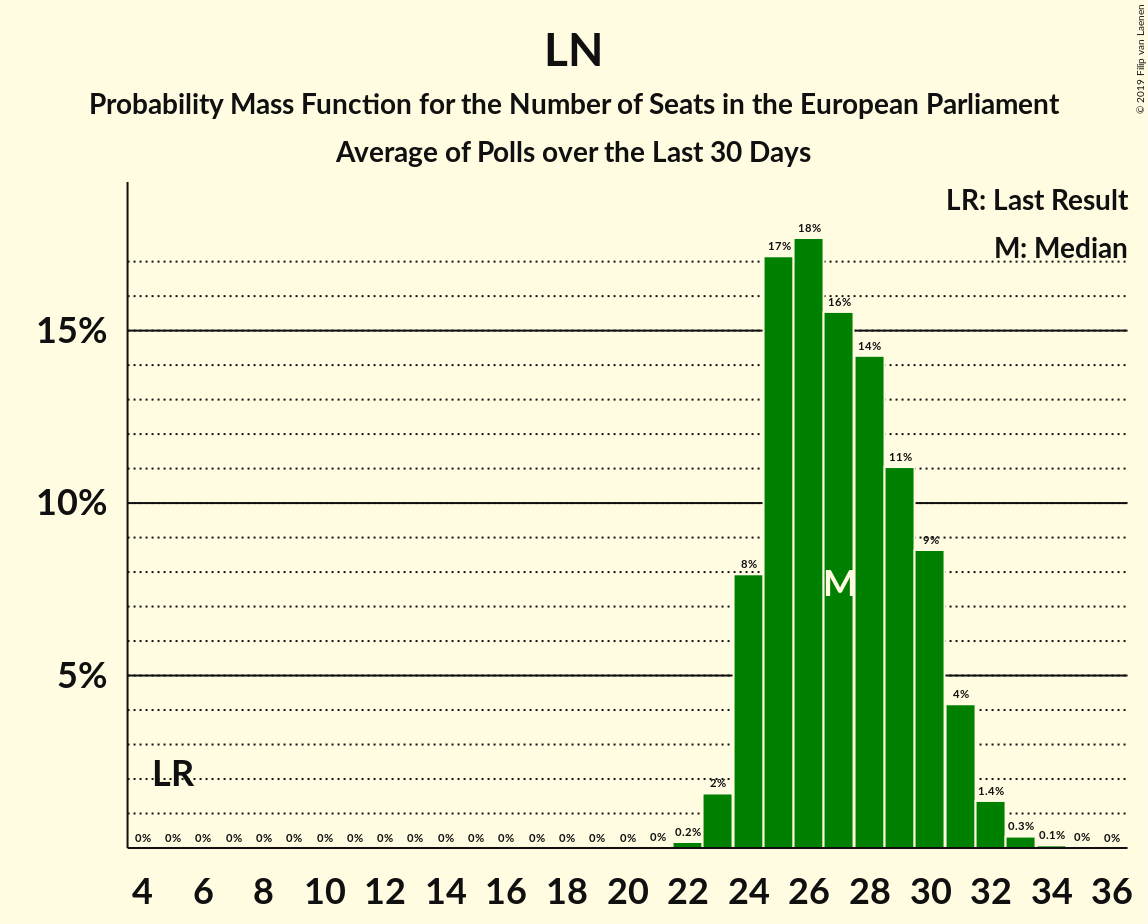 LN
Probability Mass Function for the Number of Seats in the European Parliament
Average of Polls over the Last 30 Days
© 2019 Filip van Laenen
LR: Last Result
M: Median
15%
10%
5%
LR
M
0% 0% 0% 0% 0% 0% 0% 0% 0% 0% 0% 0% 0% 0% 0% 0% 0% 0% 0.2% 2% 8% 17% 18% 16% 14% 11% 9% 4% 1.4% 0.3% 0.1% 0% 0%
4 6 8 10 12 14 16 18 20 22 24 26 28 30 32 34 36